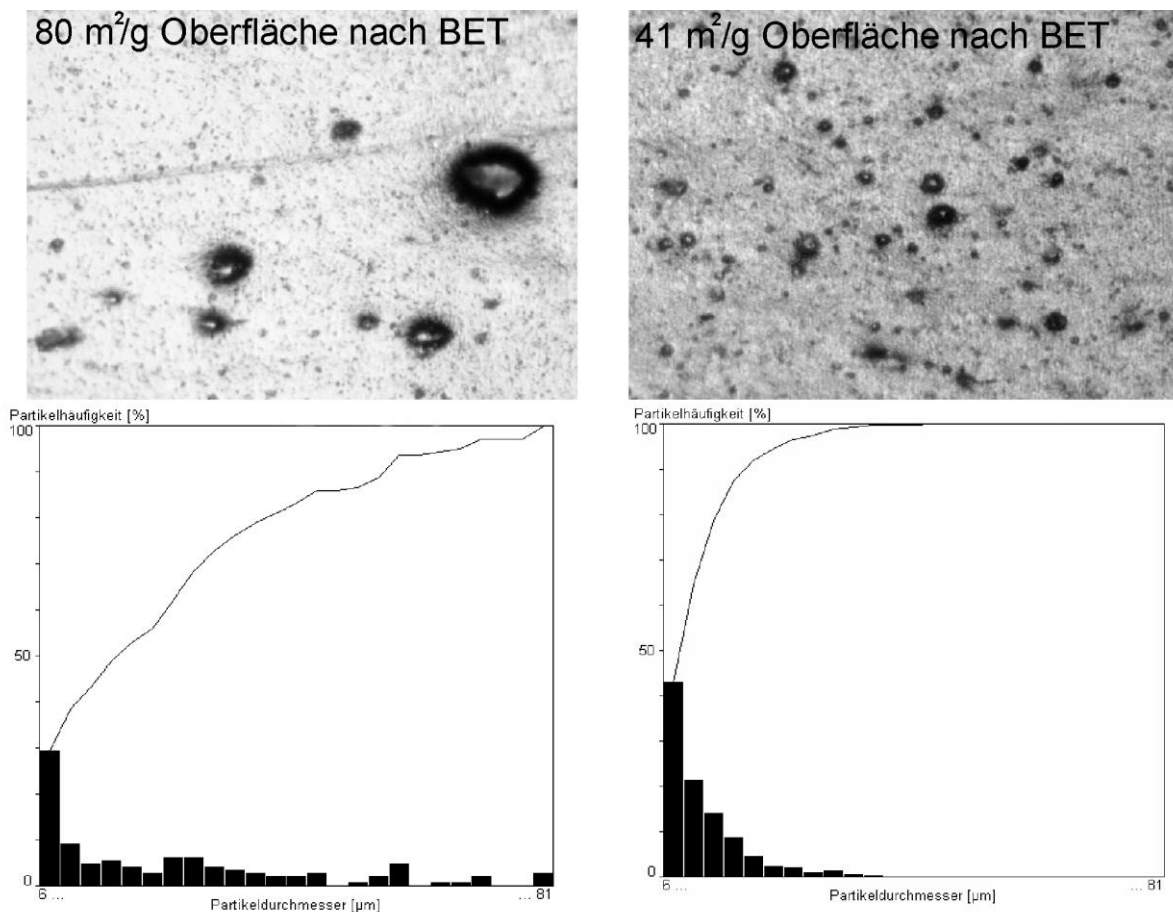 80 m²/g Oberfläche nach BET
41 m²/g Oberfläche nach BET
Partikelhäufigkeit [%]
100
50
0
6 ...
... 81
Partikeldurchmesser [µm]
Partikelhäufigkeit [%]
100
50
0
6 ...
... 81
Partikeldurchmesser [µm]